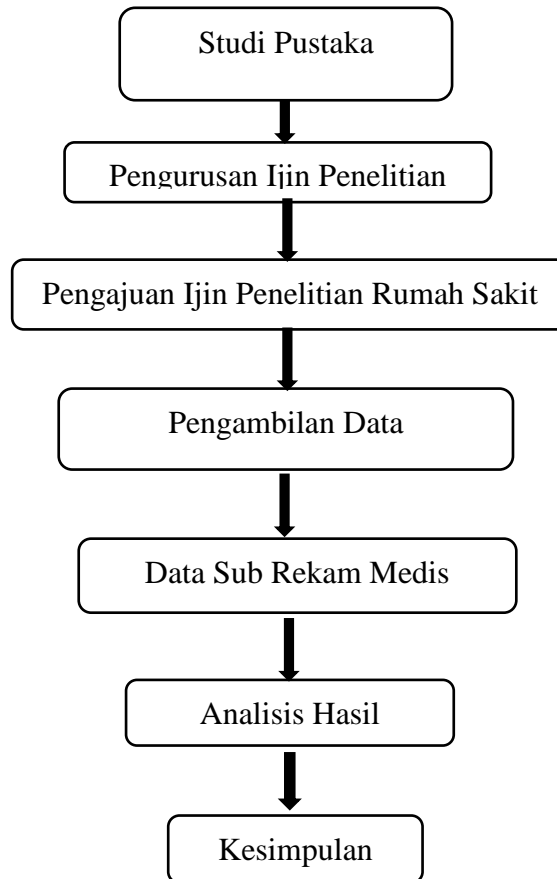 Studi Pustaka
Pengurusan Ijin Penelitian
Pengajuan Ijin Penelitian Rumah Sakit
Pengambilan Data
Data Sub Rekam Medis
Analisis Hasil
Kesimpulan